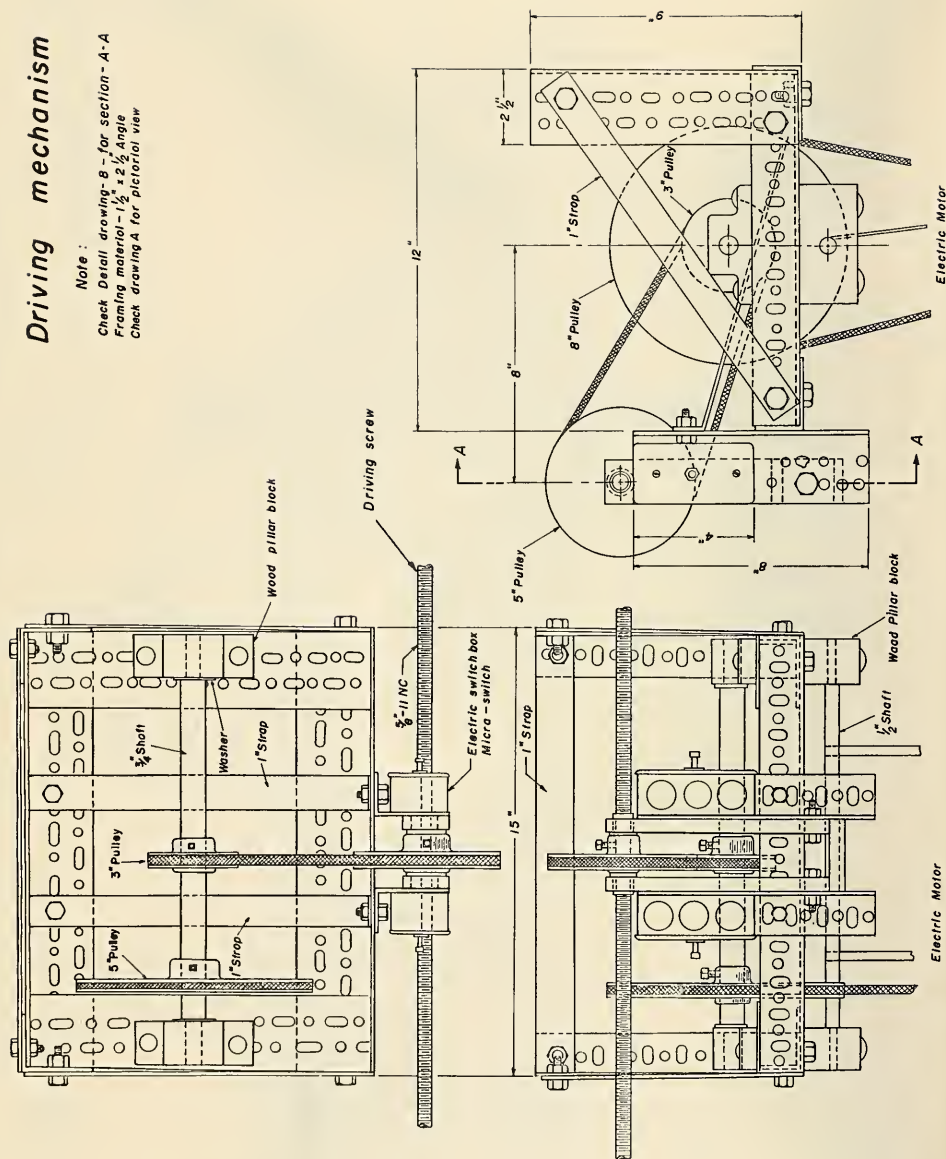 Driving mechanism
Note :
Check Detail drawing-B-for section-A-A
Framing material-1½" x 2½" Angle
Check drawing A for pictorial view
Wood pillar block
¾" Shaft
Washer
1" Strap
3" Pulley
5" Pulley
1" Strap
Driving screw
⅝"-11 NC
Electric switch box
Micro-switch
1" Strap
15"
Wood Pillar block
½" Shaft
Electric Motor
12"
2½"
9"
8"
1" Strap
3" Pulley
8" Pulley
5" Pulley
A
A
4"
8"
Electric Motor